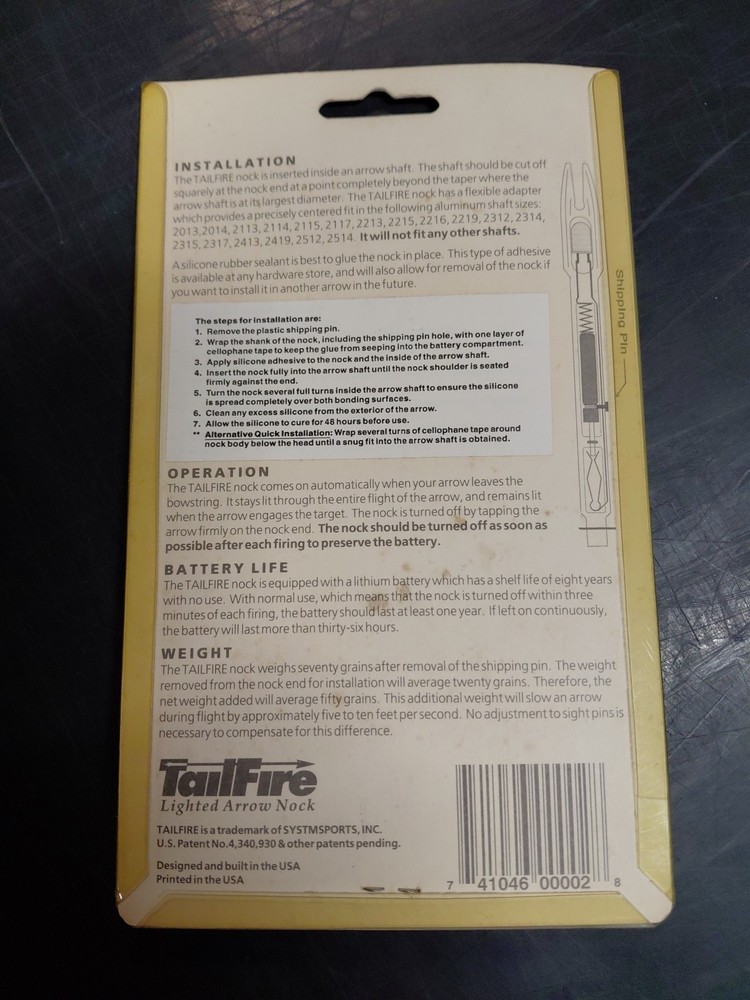 INSTALLATION
The TAILFIRE nock is inserted inside an arrow shaft. The shaft should be cut off
squarely at the nock end at a point completely beyond the taper where the
arrow shaft is at its largest diameter. The TAILFIRE nock has a flexible adapter
which provides a precisely centered fit in the following aluminum shaft sizes:
2013,2014, 2113, 2114, 2115, 2117, 2213, 2215, 2216, 2219, 2312, 2314,
2315, 2317, 2413, 2419, 2512, 2514. It will not fit any other shafts.
A silicone rubber sealant is best to glue the nock in place. This type of adhesive
is available at any hardware store, and will also allow for removal of the nock if
you want to install it in another arrow in the future.
Shipping Pin
The steps for installation are:
1. Remove the plastic shipping pin.
2. Wrap the shank of the nock, including the shipping pin hole, with one layer of
cellophane tape to keep the glue from seeping into the battery compartment.
3. Apply silicone adhesive to the nock and the inside of the arrow shaft.
4. Insert the nock fully into the arrow shaft until the nock shoulder is seated
firmly against the end.
5. Turn the nock several full turns inside the arrow shaft to ensure the silicone
is spread completely over both bonding surfaces.
6. Clean any excess silicone from the exterior of the arrow.
7. Allow the silicone to cure for 48 hours before use.
** Alternative Quick Installation: Wrap several turns of cellophane tape around
nock body below the head until a snug fit into the arrow shaft is obtained.
OPERATION
The TAILFIRE nock comes on automatically when your arrow leaves the
bowstring. It stays lit through the entire flight of the arrow, and remains lit
when the arrow engages the target. The nock is turned off by tapping the
arrow firmly on the nock end. The nock should be turned off as soon as
possible after each firing to preserve the battery.
BATTERY LIFE
The TAILFIRE nock is equipped with a lithium battery which has a shelf life of eight years
with no use. With normal use, which means that the nock is turned off within three
minutes of each firing, the battery should last at least one year. If left on continuously,
the battery will last more than thirty-six hours.
WEIGHT
The TAILFIRE nock weighs seventy grains after removal of the shipping pin. The weight
removed from the nock end for installation will average twenty grains. Therefore, the
net weight added will average fifty grains. This additional weight will slow an arrow
during flight by approximately five to ten feet per second. No adjustment to sight pins is
necessary to compensate for this difference.
TailFire
Lighted Arrow Nock
TAILFIRE is a trademark of SYSTMSPORTS, INC.
U.S. Patent No.4,340,930 & other patents pending.
Designed and built in the USA
Printed in the USA
7 41046 00002 8